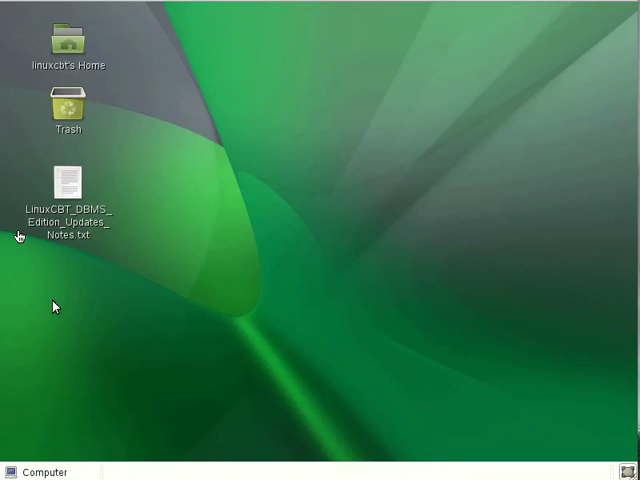 linuxcbt's Home
Trash
LinuxCBT_DBMS_
Edition_Updates_
Notes.txt
Computer